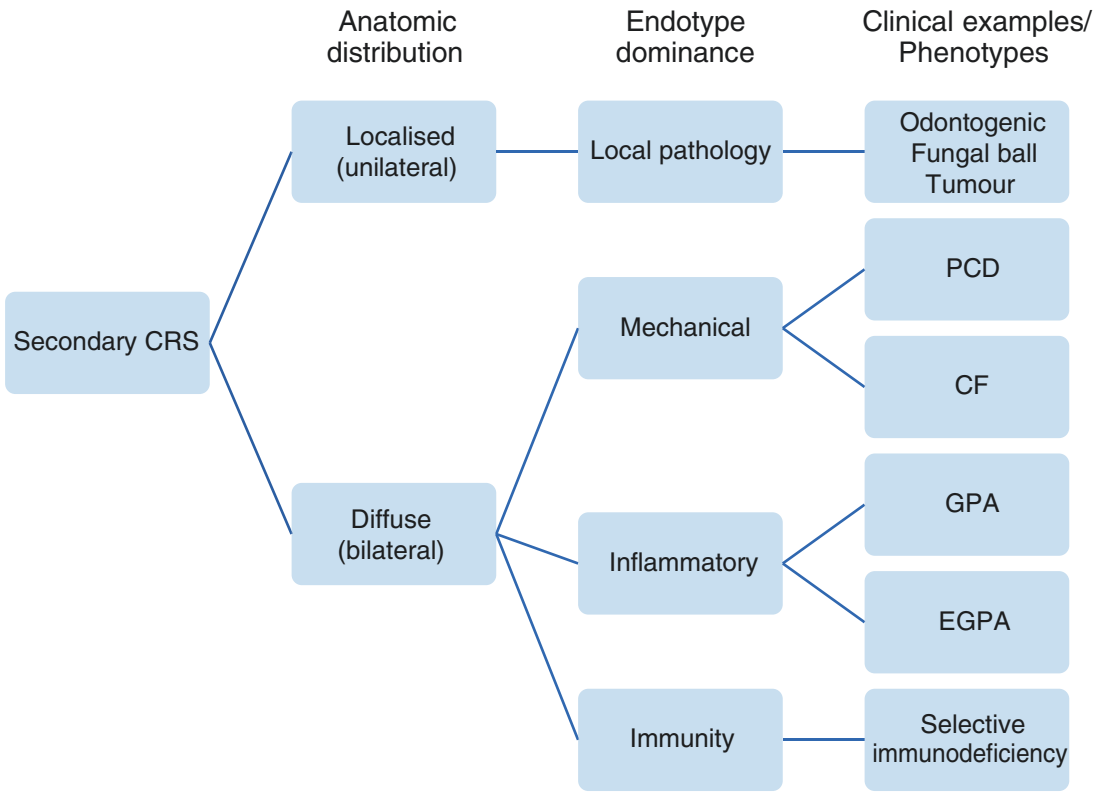 Anatomic
distribution
Endotype
dominance
Clinical examples/
Phenotypes
Secondary CRS
Localised
(unilateral)
Local pathology
Odontogenic
Fungal ball
Tumour
Diffuse
(bilateral)
Mechanical
PCD
CF
Inflammatory
GPA
EGPA
Immunity
Selective
immunodeficiency